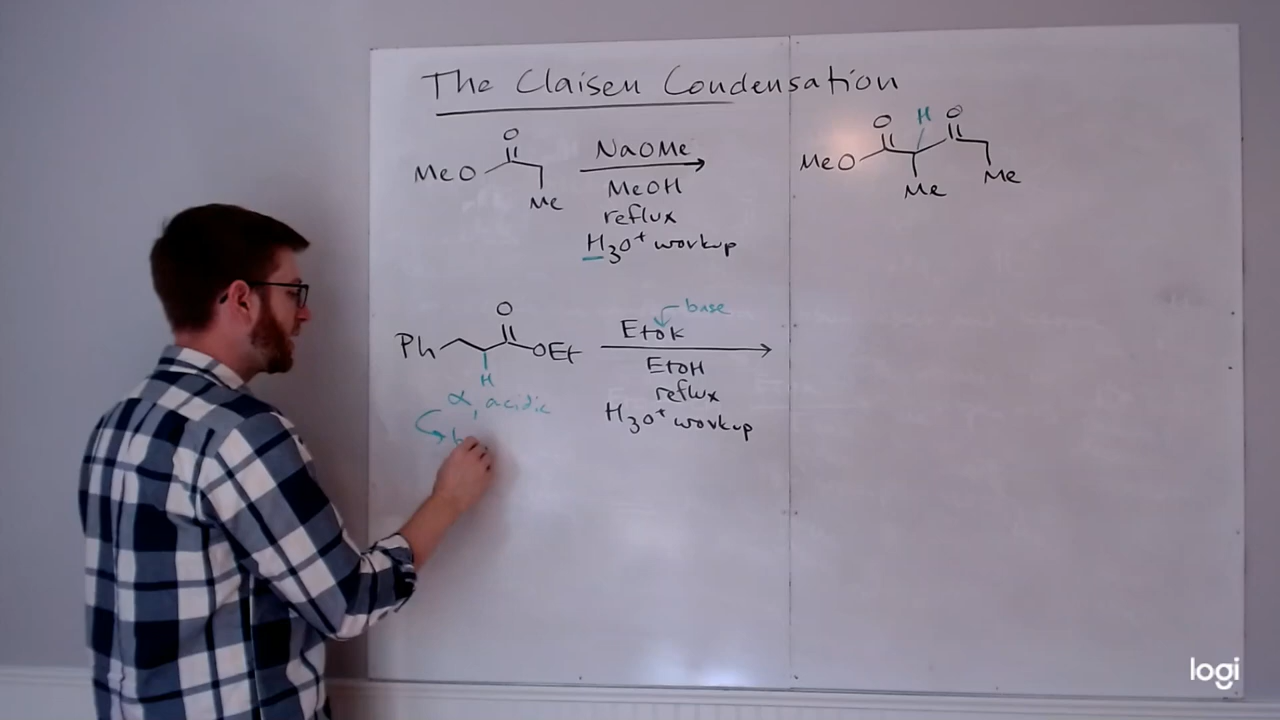 The Claisen Condensation
O
MeO
Me
NaOMe
MeOH
reflux
H3O+ workup
O H O
MeO
Me
Me
O
Ph
OEt
H
α, acidic
base
EtOK
EtOH
reflux
H3O+ workup
logi